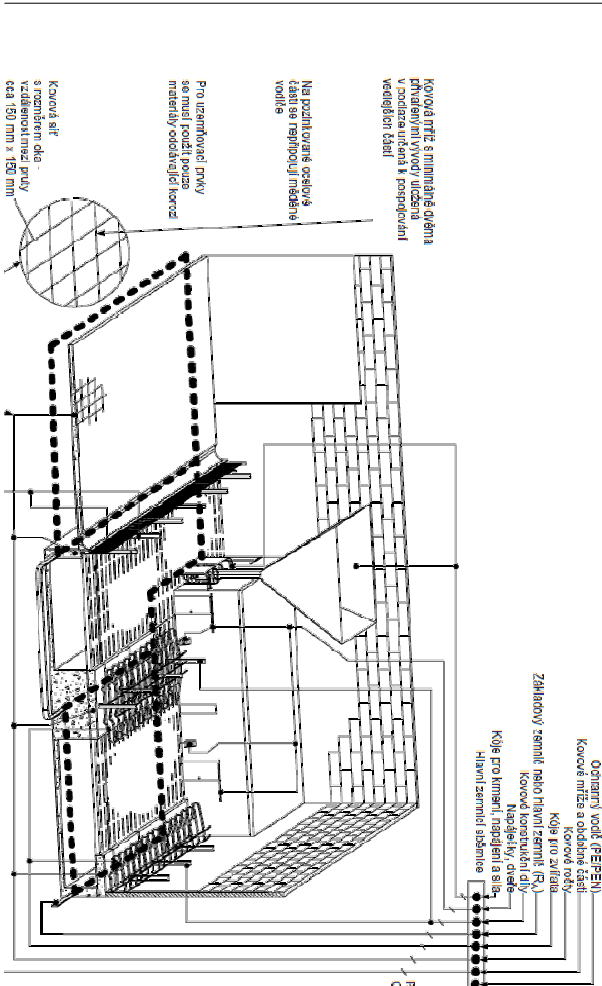 Kovová mříž s minimálně dvěma
přivařenými vývody uložená
v podlaze určená k pospojování
vodivějších částí
Na pozinkované ocelové
části se nepřipojují měděné
vodiče
Pro uzemňovací prvky
se musí použít pouze
materiály odolávající korozi
Kovová síť
s rozměrem oka -
vzdáleností mezi pruty
cca 150 mm x 150 mm
Ochranný vodič (PE/PEN)
Kovové mříže a obdobné části
Kovové rošty
Kóje pro zvířata
Základový zemnič nebo hlavní zemnič (RA)
Kovové konstrukční díly
Napáječky, dveře
Kóje pro krmení, napájení a sila
Hlavní zemnicí sběrnice